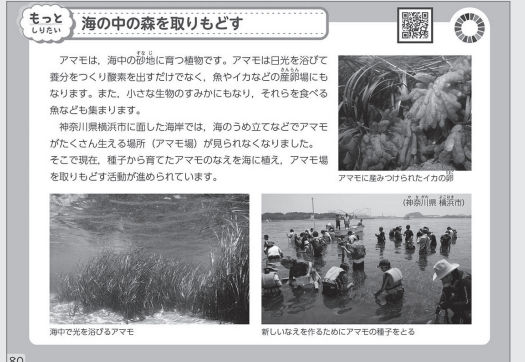 もっと
しりたい
海の中の森を取りもどす
アマモは，海中の砂地に育つ植物です。アマモは日光を浴びて
養分をつくり酸素を出すだけでなく，魚やイカなどの産卵場にも
なります。また，小さな生物のすみかにもなり，それらを食べる
魚なども集まります。
神奈川県横浜市に面した海岸では，海のうめ立てなどでアマモ
がたくさん生える場所（アマモ場）が見られなくなりました。
そこで現在，種子から育てたアマモのなえを海に植え，アマモ場
を取りもどす活動が進められています。
アマモに産みつけられたイカの卵
（神奈川県 横浜市）
海中で光を浴びるアマモ
新しいなえを作るためにアマモの種子をとる
80